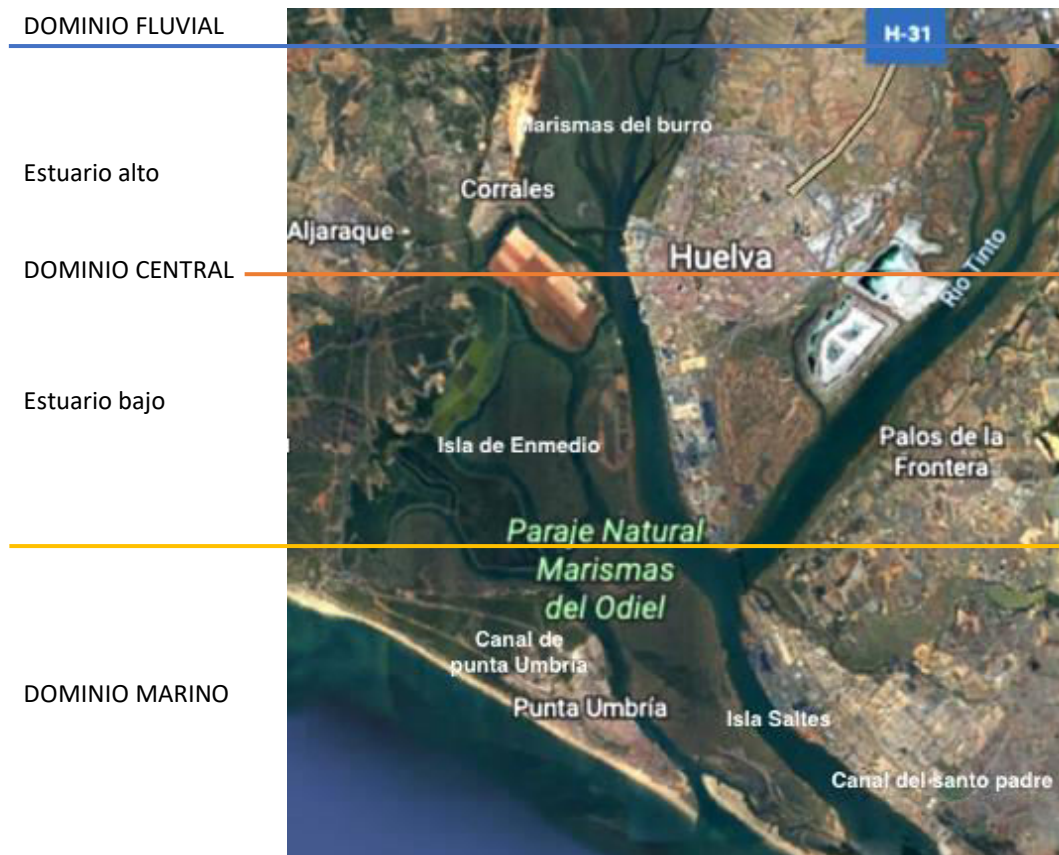 DOMINIO FLUVIAL
H-31
Marismas del burro
Estuario alto
Corrales
Aljaraque
Huelva
DOMINIO CENTRAL
Rio Tinto
Estuario bajo
Isla de Enmedio
Palos de la
Frontera
Paraje Natural
Marismas
del Odiel
Canal de
punta Umbría
DOMINIO MARINO
Punta Umbría
Isla Saltes
Canal del santo padre